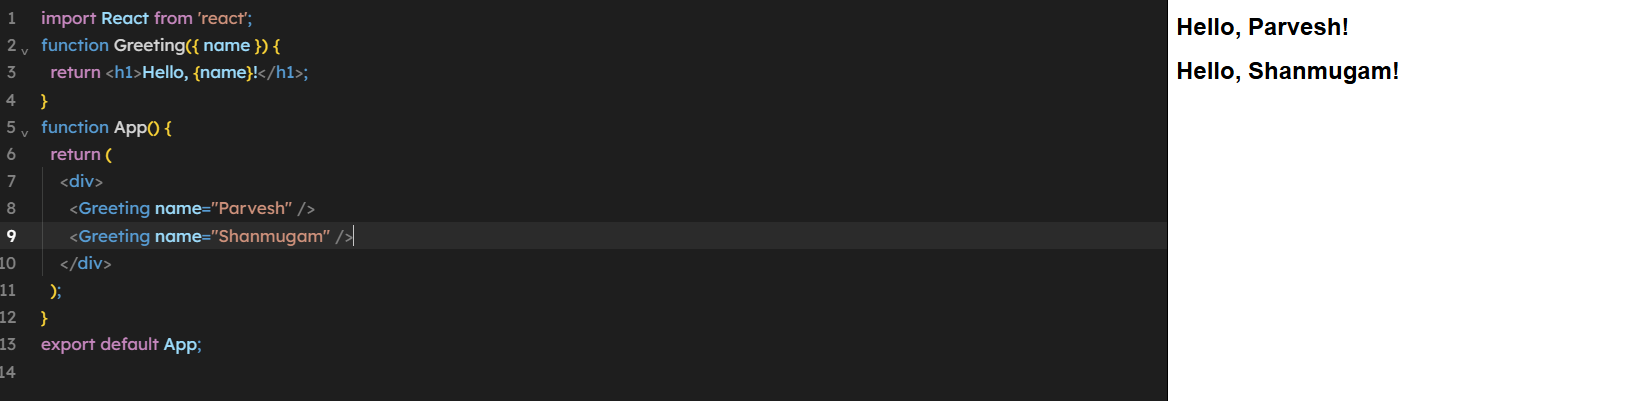 1 import React from 'react';
2 function Greeting({ name }) {
3 return <h1>Hello, {name}!</h1>;
4 }
5 function App() {
6 return (
7 <div>
8 <Greeting name="Parvesh" />
9 <Greeting name="Shanmugam" />
10 </div>
11 );
12 }
13 export default App;
14
Hello, Parvesh!
Hello, Shanmugam!